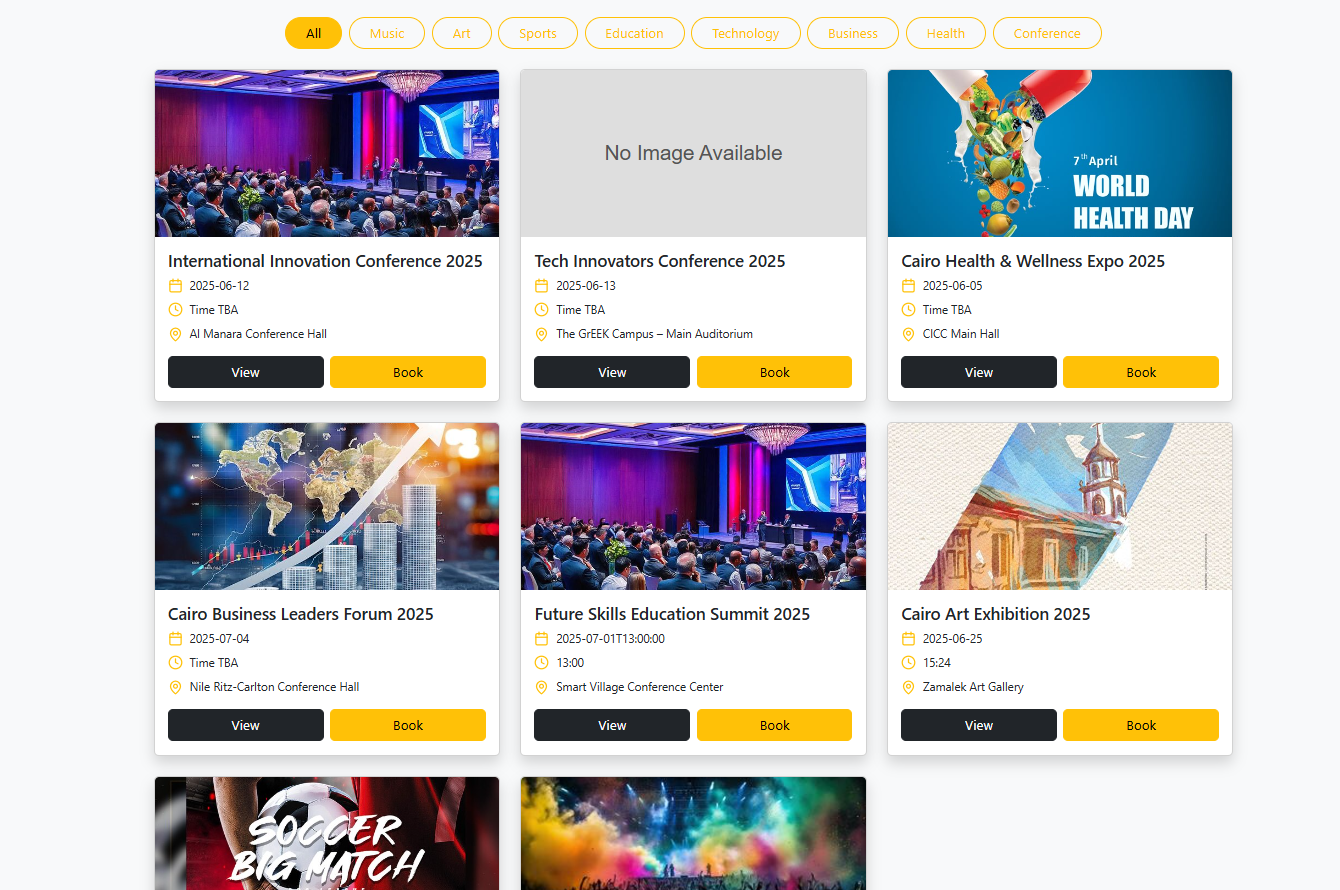 All
Music
Art
Sports
Education
Technology
Business
Health
Conference
No Image Available
7th April
WORLD
HEALTH DAY
International Innovation Conference 2025
2025-06-12
Time TBA
Al Manara Conference Hall
View
Book
Tech Innovators Conference 2025
2025-06-13
Time TBA
The GrEEK Campus – Main Auditorium
View
Book
Cairo Health & Wellness Expo 2025
2025-06-05
Time TBA
CICC Main Hall
View
Book
Cairo Business Leaders Forum 2025
2025-07-04
Time TBA
Nile Ritz-Carlton Conference Hall
View
Book
Future Skills Education Summit 2025
2025-07-01T13:00:00
13:00
Smart Village Conference Center
View
Book
Cairo Art Exhibition 2025
2025-06-25
15:24
Zamalek Art Gallery
View
Book
SOCCER
BIG MATCH